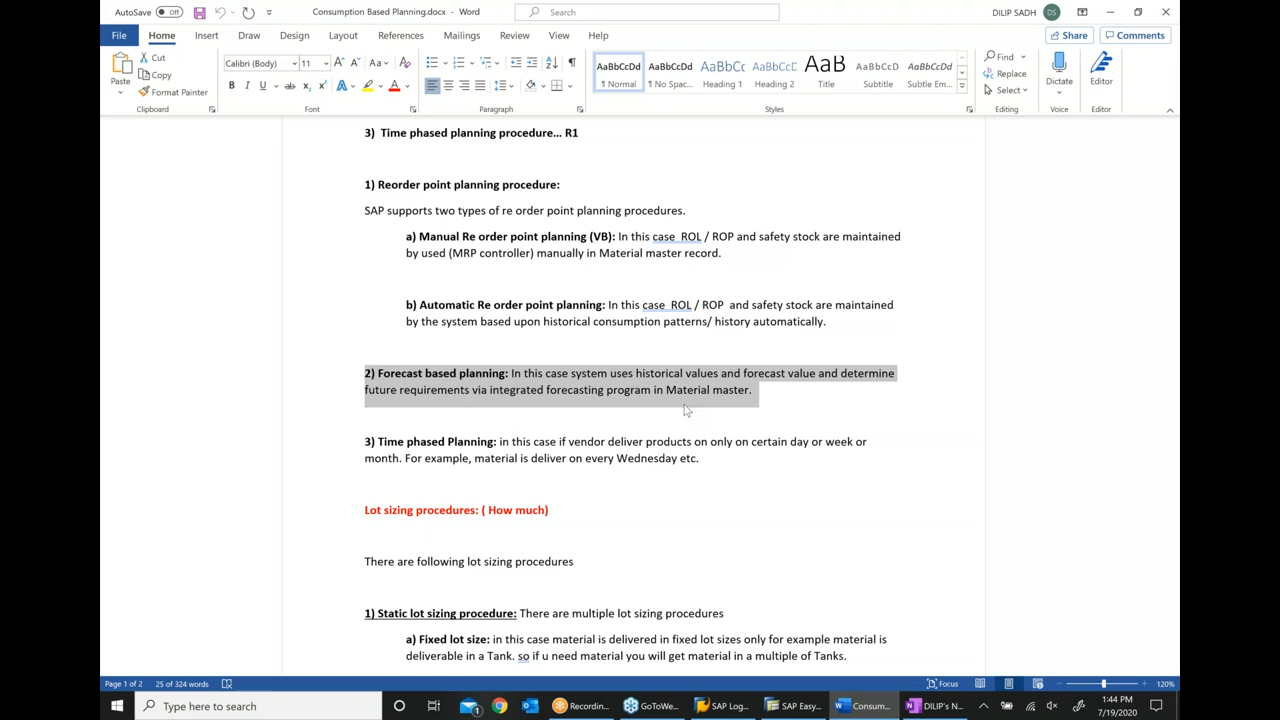 AutoSave Off
Consumption Based Planning.docx - Word
Search
DILIP SADH
DS
File Home Insert Draw Design Layout References Mailings Review View Help
Share Comments
Cut
Copy
Format Painter
Paste
Clipboard
Calibri (Body) 11
Font
Paragraph
AaBbCcDd AaBbCcDd AaBbCc AaBbCcD AaB AaBbCcD AaBbCcDd
¶ Normal ¶ No Spac... Heading 1 Heading 2 Title Subtitle Subtle Em...
Styles
Find
Replace
Select
Editing
Dictate
Voice
Editor
Editor
3) Time phased planning procedure... R1
1) Reorder point planning procedure:
SAP supports two types of re order point planning procedures.
a) Manual Re order point planning (VB): In this case ROL / ROP and safety stock are maintained
by used (MRP controller) manually in Material master record.
b) Automatic Re order point planning: In this case ROL / ROP and safety stock are maintained
by the system based upon historical consumption patterns/ history automatically.
2) Forecast based planning: In this case system uses historical values and forecast value and determine
future requirements via integrated forecasting program in Material master.
3) Time phased Planning: in this case if vendor deliver products on only on certain day or week or
month. For example, material is deliver on every Wednesday etc.
Lot sizing procedures: ( How much)
There are following lot sizing procedures
1) Static lot sizing procedure: There are multiple lot sizing procedures
a) Fixed lot size: in this case material is delivered in fixed lot sizes only for example material is
deliverable in a Tank. so if u need material you will get material in a multiple of Tanks.
Page 1 of 2 25 of 324 words
Focus
120%
Type here to search
Recordin...
GoToWe...
SAP Log...
SAP Easy...
Consum...
DILIP's N...
1:44 PM
7/19/2020